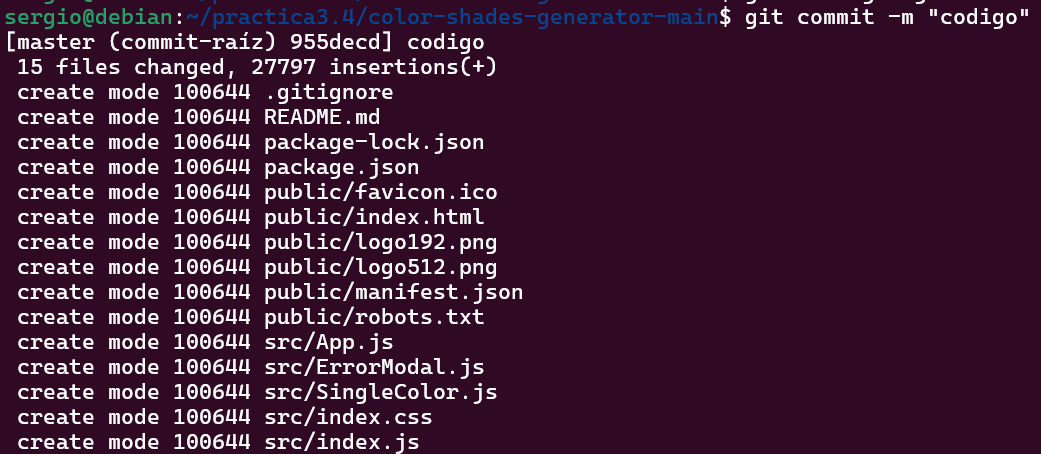 sergio@debian:~/practica3.4/color-shades-generator-main$ git commit -m "codigo"
[master (commit-raíz) 955decd] codigo
15 files changed, 27797 insertions(+)
create mode 100644 .gitignore
create mode 100644 README.md
create mode 100644 package-lock.json
create mode 100644 package.json
create mode 100644 public/favicon.ico
create mode 100644 public/index.html
create mode 100644 public/logo192.png
create mode 100644 public/logo512.png
create mode 100644 public/manifest.json
create mode 100644 public/robots.txt
create mode 100644 src/App.js
create mode 100644 src/ErrorModal.js
create mode 100644 src/SingleColor.js
create mode 100644 src/index.css
create mode 100644 src/index.js